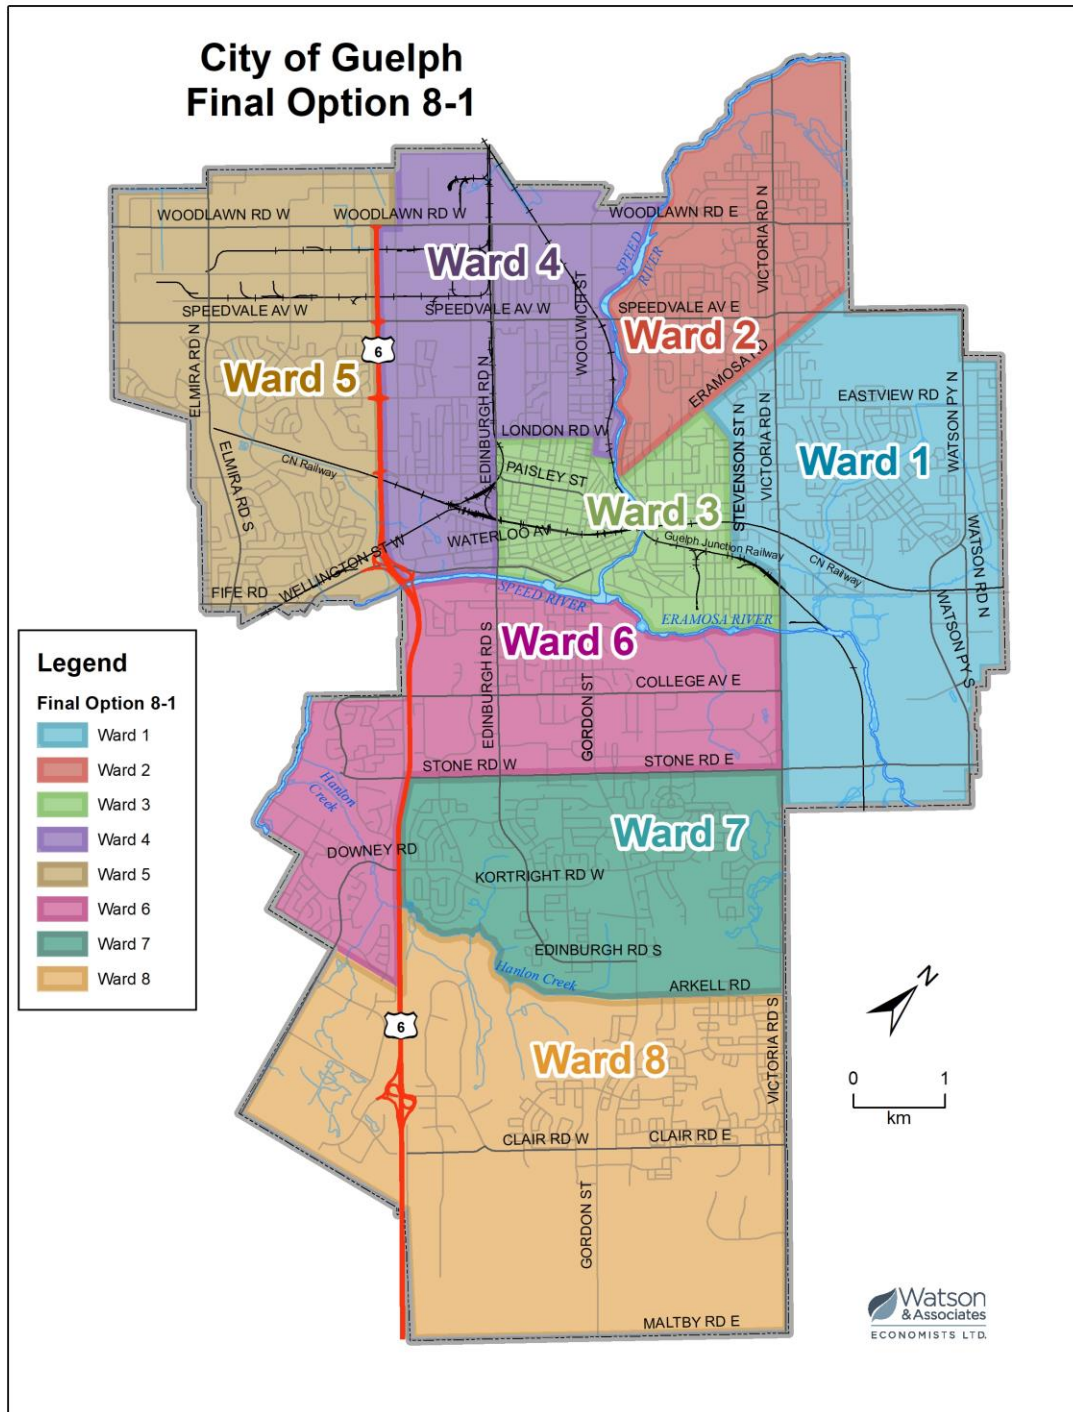 City of Guelph
Final Option 8-1
WOODLAWN RD W
WOODLAWN RD W
WOODLAWN RD E
SPEED RIVER
VICTORIA RD N
Ward 4
WOOLWICH ST
SPEEDVALE AV W
SPEEDVALE AV W
SPEEDVALE AV E
Ward 2
6
ELMIRA RD N
Ward 5
EDINBURGH RD N
ERAMOSA RD
EASTVIEW RD
WATSON PY N
LONDON RD W
STEVENSON ST N
VICTORIA RD N
Ward 1
ELMIRA RD S
CN Railway
PAISLEY ST
Ward 3
WATERLOO AV
Guelph Junction Railway
CN Railway
WATSON RD N
WELLINGTON ST W
FIFE RD
SPEED RIVER
ERAMOSA RIVER
WATSON PY S
Ward 6
EDINBURGH RD S
GORDON ST
COLLEGE AV E
STONE RD W
STONE RD E
Hanlon
Creek
Ward 7
DOWNEY RD
KORTRIGHT RD W
EDINBURGH RD S
Hanlon Creek
ARKELL RD
6
VICTORIA RD S
Ward 8
CLAIR RD W
CLAIR RD E
GORDON ST
MALTBY RD E
Legend
Final Option 8-1
Ward 1
Ward 2
Ward 3
Ward 4
Ward 5
Ward 6
Ward 7
Ward 8
N
0 1
km
Watson
& Associates
ECONOMISTS LTD.